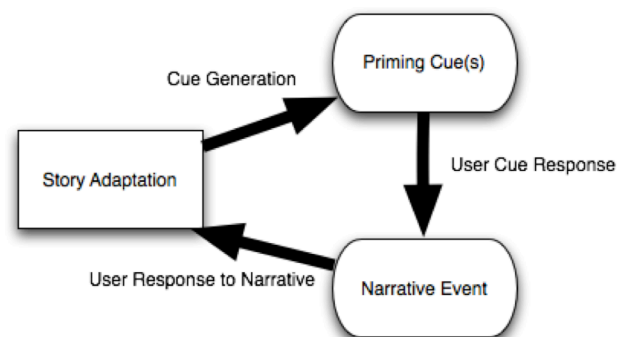 Priming Cue(s)
Cue Generation
User Cue Response
Story Adaptation
User Response to Narrative
Narrative Event